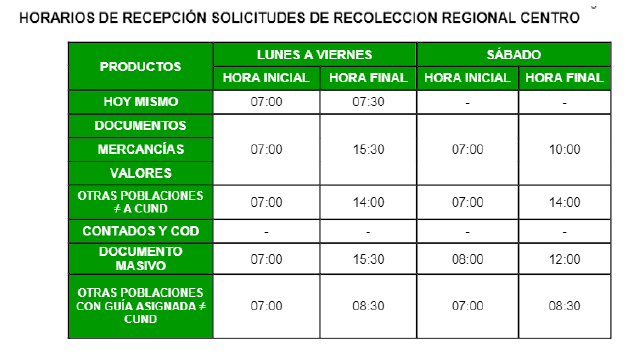 HORARIOS DE RECEPCIÓN SOLICITUDES DE RECOLECCION REGIONAL CENTRO
PRODUCTOS
LUNES A VIERNES
SÁBADO
HORA INICIAL
HORA FINAL
HORA INICIAL
HORA FINAL
HOY MISMO
07:00
07:30
-
-
DOCUMENTOS
MERCANCÍAS
VALORES
07:00
15:30
07:00
10:00
OTRAS POBLACIONES
≠ A CUND
07:00
14:00
07:00
14:00
CONTADOS Y COD
-
-
-
-
DOCUMENTO
MASIVO
07:00
15:30
08:00
12:00
OTRAS POBLACIONES
CON GUÍA ASIGNADA ≠
CUND
07:00
08:30
07:00
08:30